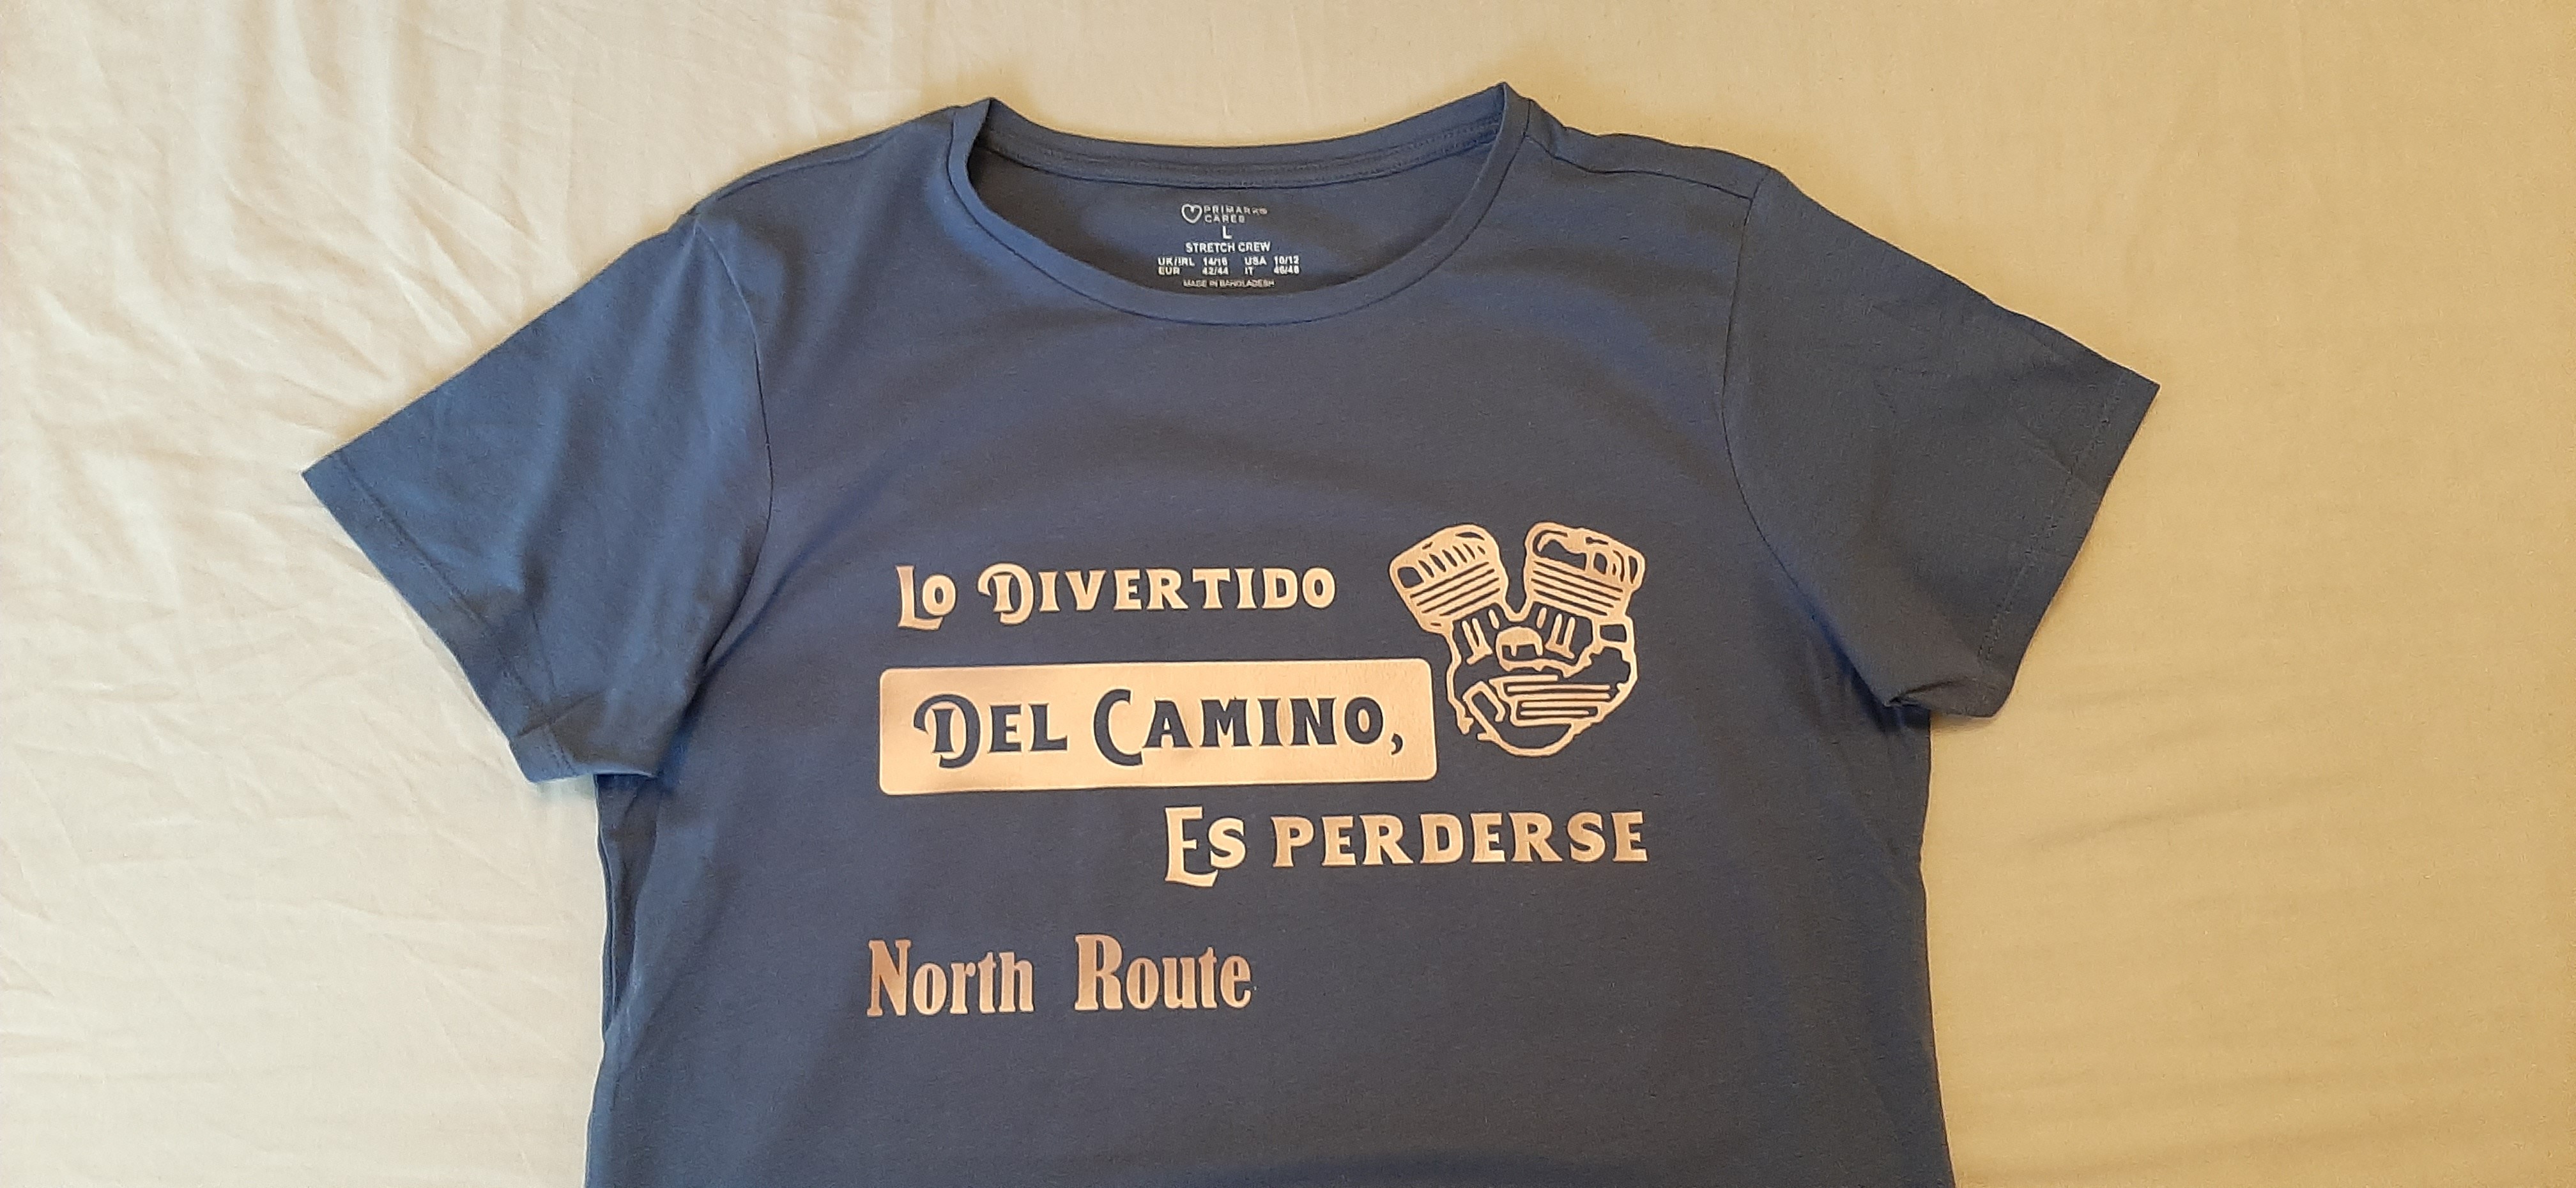 PRIMARK
CARES
L
STRETCH CREW
UK/IRL 14/16 USA 10/12
EUR 42/44 IT 46/48
MADE IN BANGLADESH
Lo Divertido
Del Camino,
Es perderse
North Route